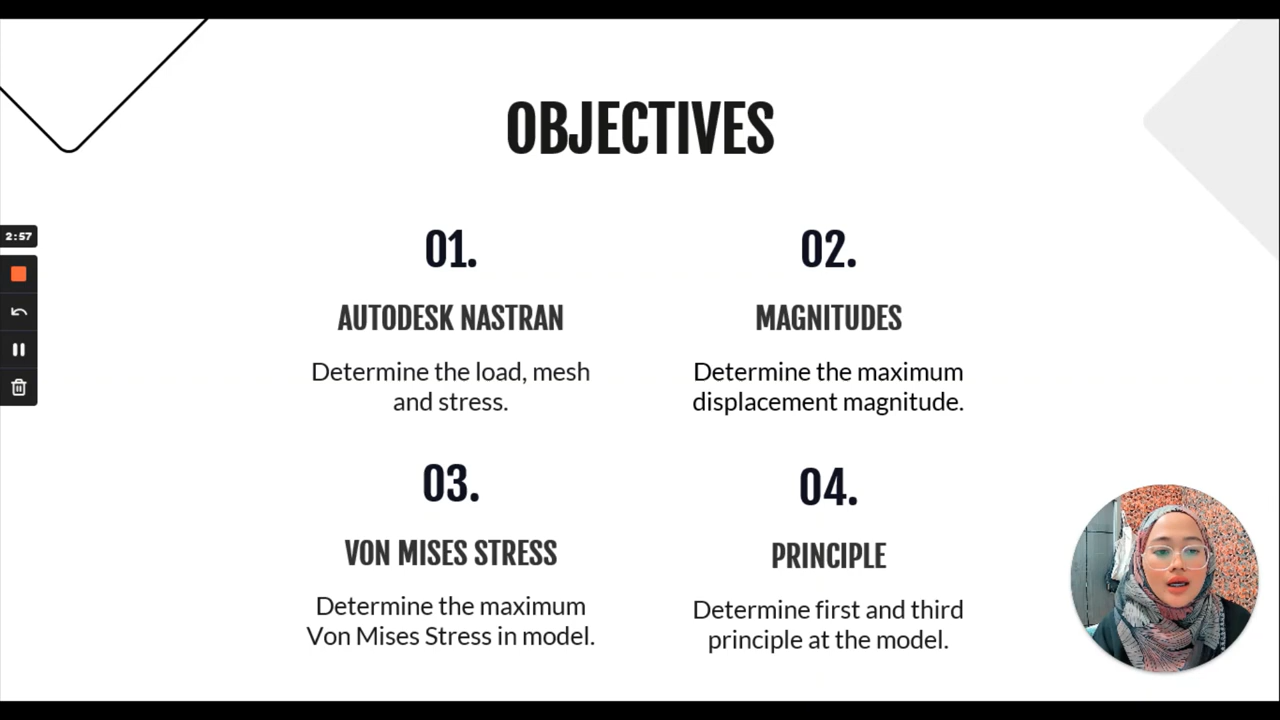 OBJECTIVES
2:57
01.
AUTODESK NASTRAN
Determine the load, mesh
and stress.
02.
MAGNITUDES
Determine the maximum
displacement magnitude.
03.
VON MISES STRESS
Determine the maximum
Von Mises Stress in model.
04.
PRINCIPLE
Determine first and third
principle at the model.